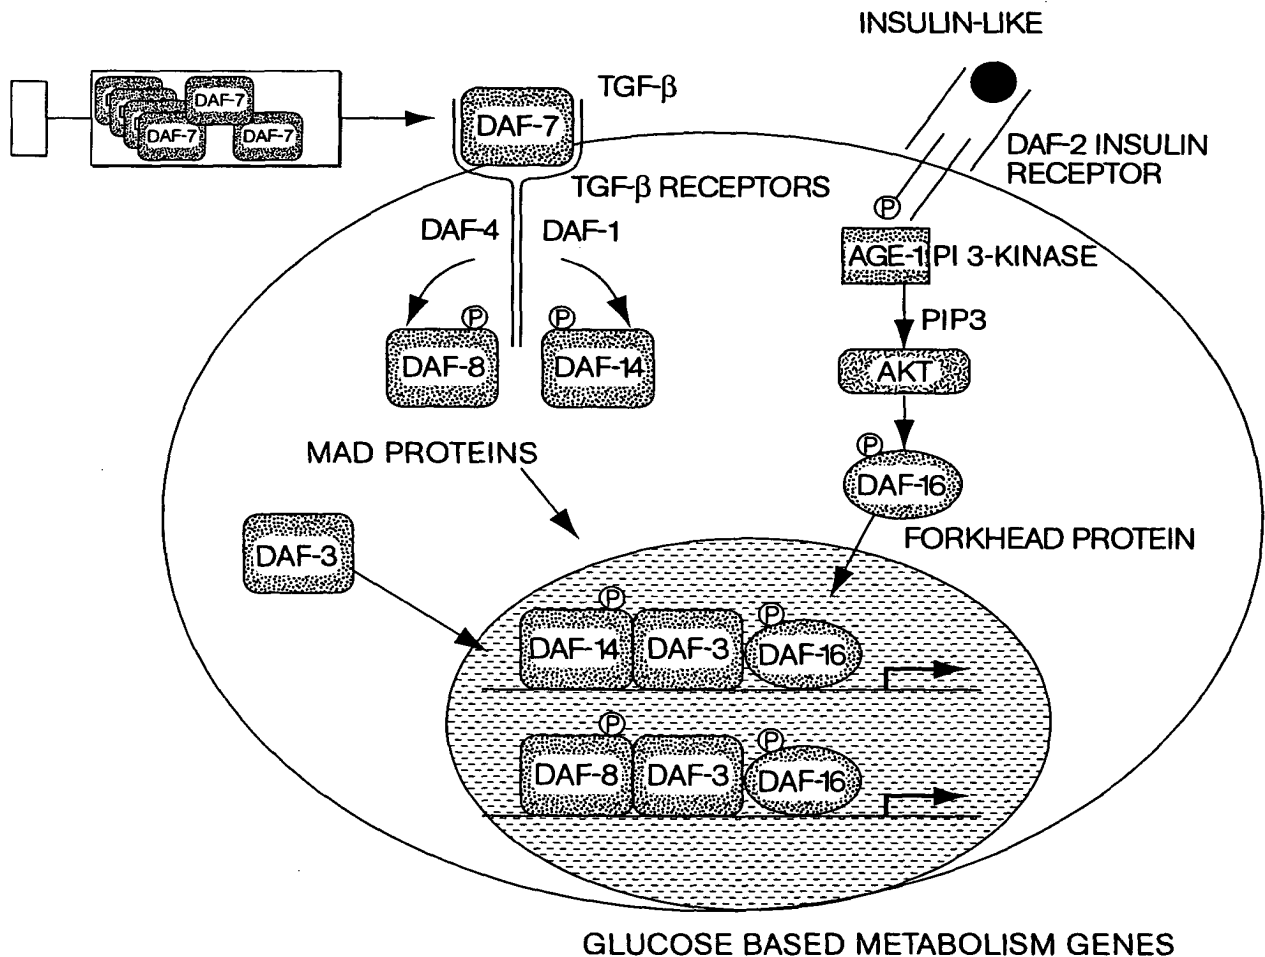 INSULIN-LIKE
DAF-7
DAF-7
DAF-7
TGF-β
DAF-7
DAF-2 INSULIN
RECEPTOR
TGF-β RECEPTORS
DAF-4
DAF-1
P
AGE-1
PI 3-KINASE
PIP3
P
P
DAF-8
DAF-14
AKT
MAD PROTEINS
P
DAF-16
FORKHEAD PROTEIN
DAF-3
P
P
DAF-14
DAF-3
DAF-16
P
P
DAF-8
DAF-3
DAF-16
GLUCOSE BASED METABOLISM GENES